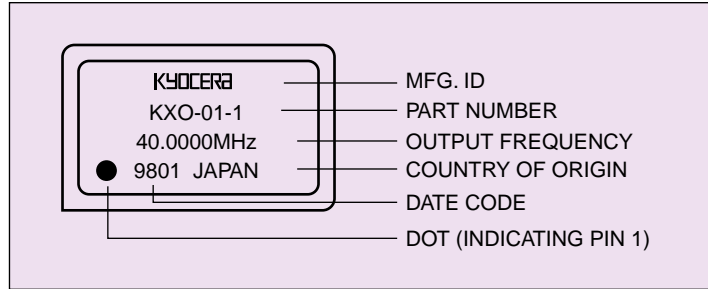 KYOCERA MFG. ID
KXO-01-1 PART NUMBER
40.0000MHz OUTPUT FREQUENCY
9801 JAPAN COUNTRY OF ORIGIN
DATE CODE
DOT (INDICATING PIN 1)